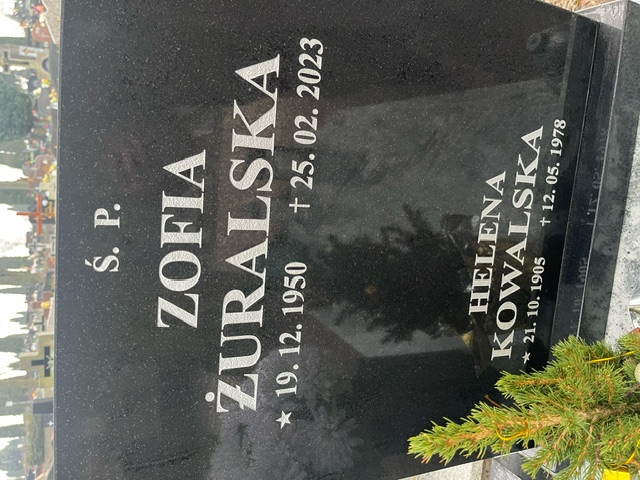 Ś. P.
ZOFIA
ŻURALSKA
★ 19. 12. 1950 ✝ 25. 02. 2023
HELENA
KOWALSKA
★ 21. 10. 1905 ✝ 12. 05. 1978